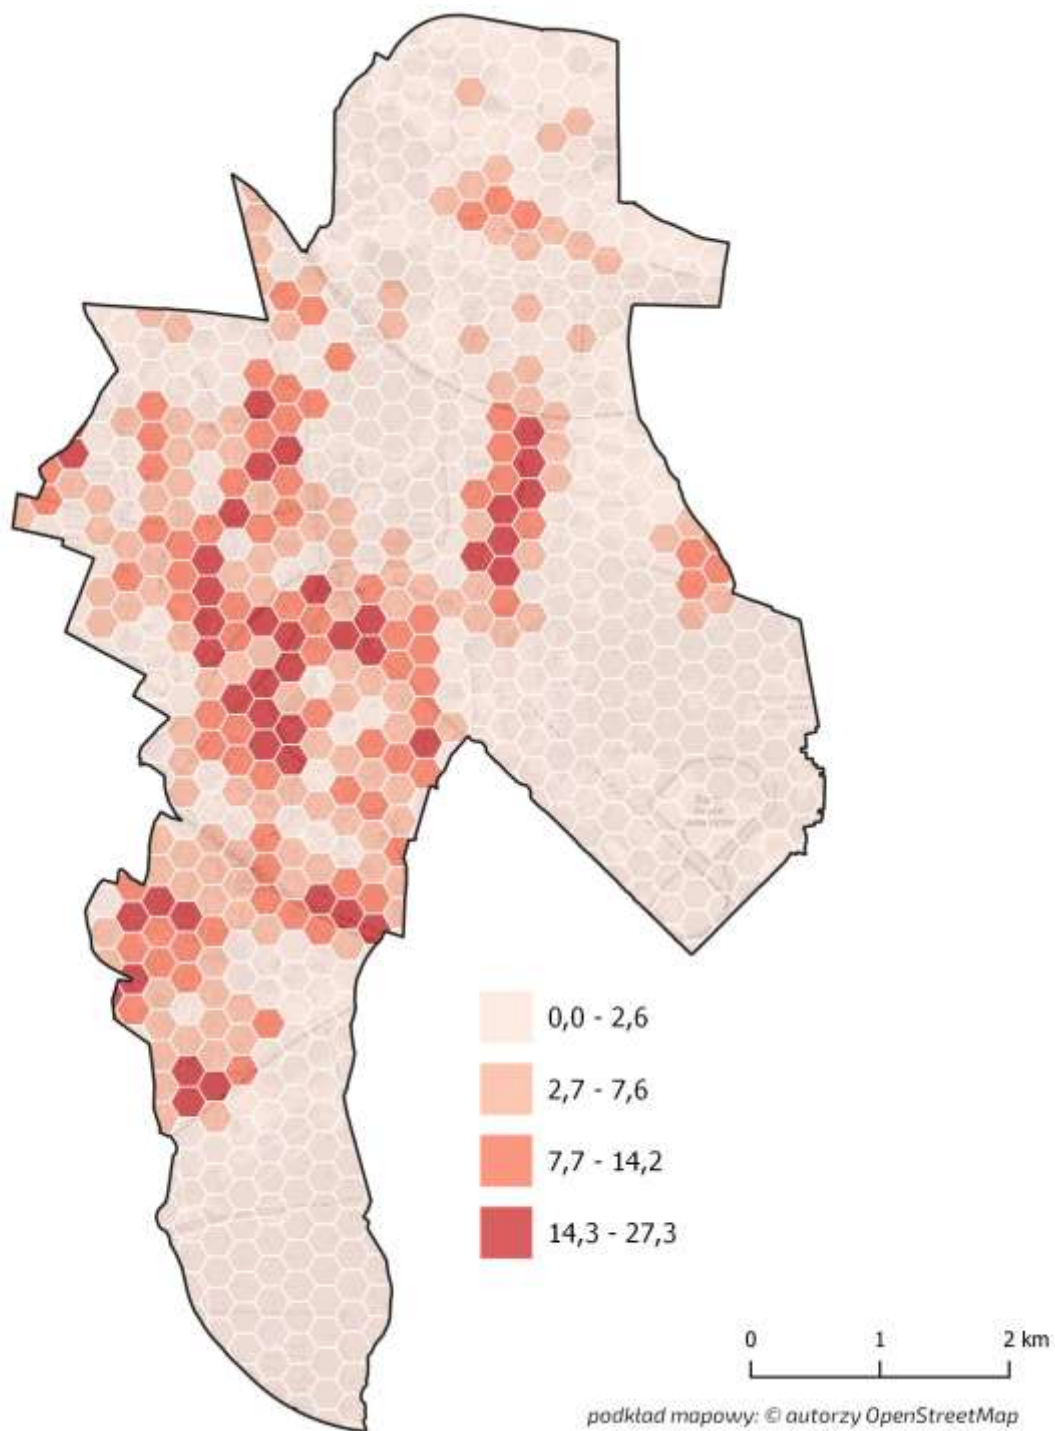 0,0 - 2,6
2,7 - 7,6
7,7 - 14,2
14,3 - 27,3
0 1 2 km
podkład mapowy: © autorzy OpenStreetMap